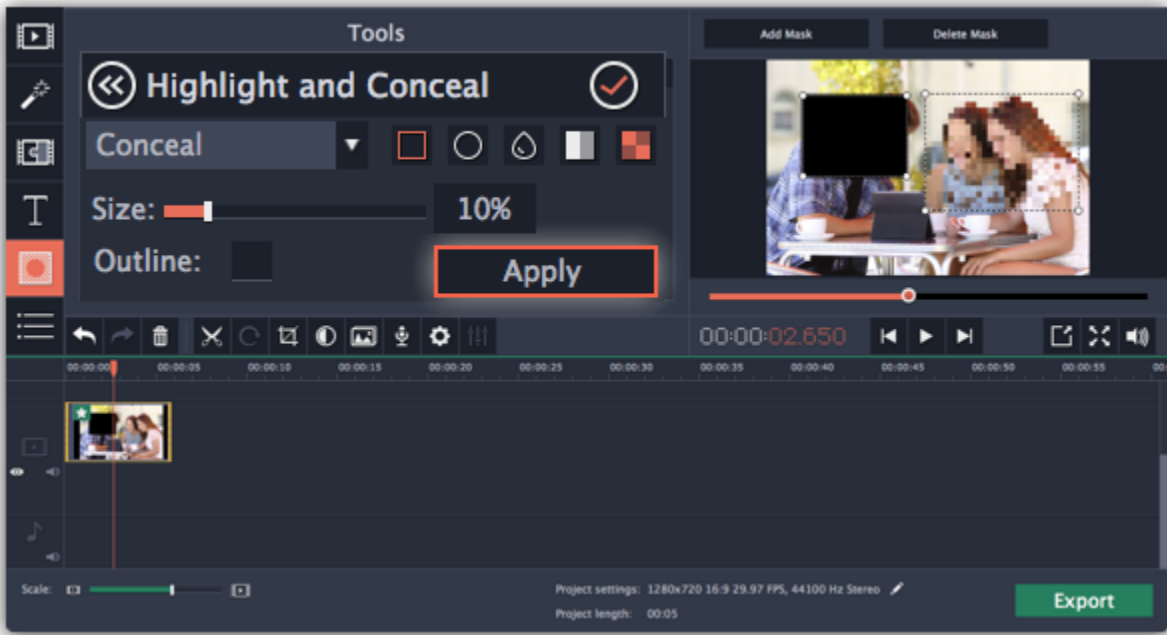 Tools
Add Mask
Delete Mask
Highlight and Conceal
Conceal
Size:
10%
Outline:
Apply
00:00:02.650
00:00:00 00:00:05 00:00:10 00:00:15 00:00:20 00:00:25 00:00:30 00:00:35 00:00:40 00:00:45 00:00:50 00:00:55 00:
Scale:
Project settings: 1280x720 16:9 29.97 FPS, 44100 Hz Stereo
Project length: 00:05
Export